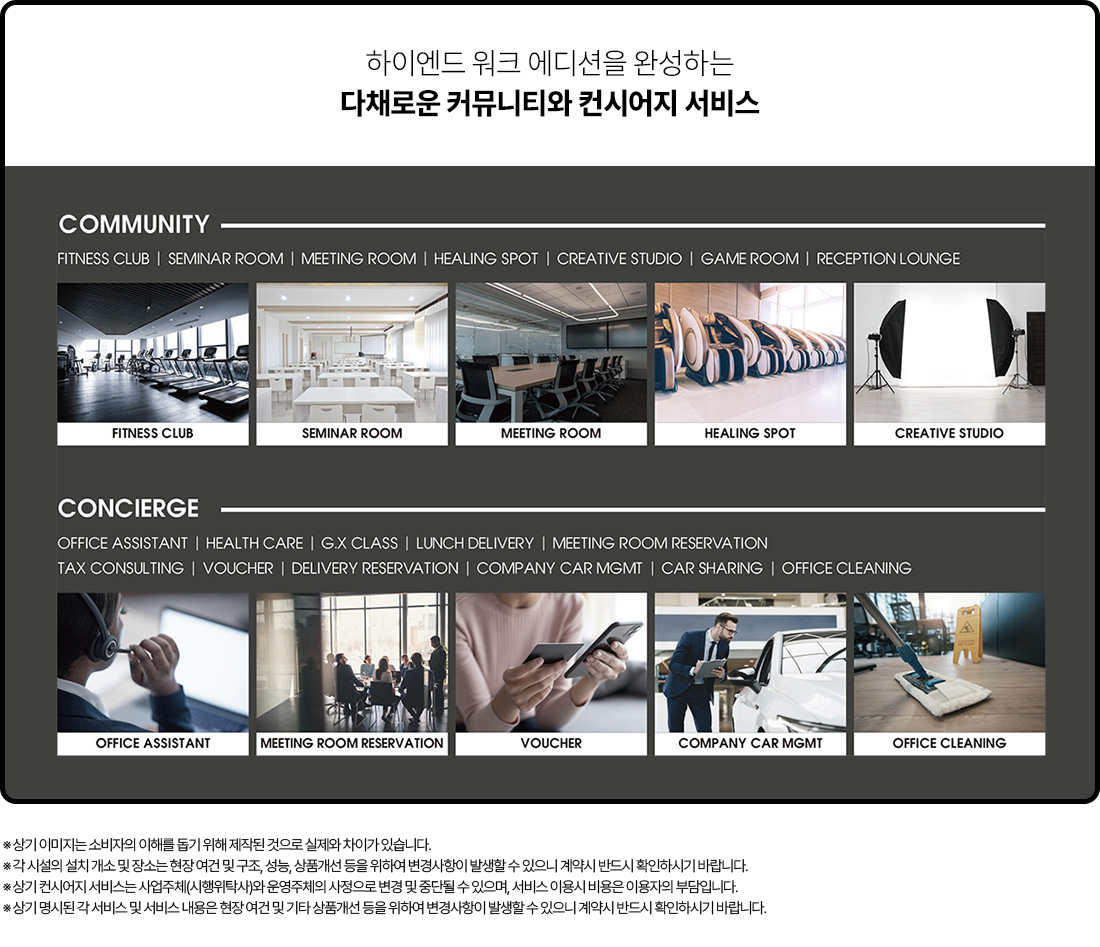 하이엔드 워크 에디션을 완성하는
다채로운 커뮤니티와 컨시어지 서비스
COMMUNITY
FITNESS CLUB | SEMINAR ROOM | MEETING ROOM | HEALING SPOT | CREATIVE STUDIO | GAME ROOM | RECEPTION LOUNGE
FITNESS CLUB
SEMINAR ROOM
MEETING ROOM
HEALING SPOT
CREATIVE STUDIO
CONCIERGE
OFFICE ASSISTANT | HEALTH CARE | G.X CLASS | LUNCH DELIVERY | MEETING ROOM RESERVATION
TAX CONSULTING | VOUCHER | DELIVERY RESERVATION | COMPANY CAR MGMT | CAR SHARING | OFFICE CLEANING
OFFICE ASSISTANT
MEETING ROOM RESERVATION
VOUCHER
COMPANY CAR MGMT
OFFICE CLEANING
※ 상기 이미지는 소비자의 이해를 돕기 위해 제작된 것으로 실제와 차이가 있습니다.
※ 각 시설의 설치 개소 및 장소는 현장 여건 및 구조, 성능, 상품개선 등을 위하여 변경사항이 발생할 수 있으니 계약시 반드시 확인하시기 바랍니다.
※ 상기 컨시어지 서비스는 사업주체(시행위탁사)와 운영주체의 사정으로 변경 및 중단될 수 있으며, 서비스 이용시 비용은 이용자의 부담입니다.
※ 상기 명시된 각 서비스 및 서비스 내용은 현장 여건 및 기타 상품개선 등을 위하여 변경사항이 발생할 수 있으니 계약시 반드시 확인하시기 바랍니다.